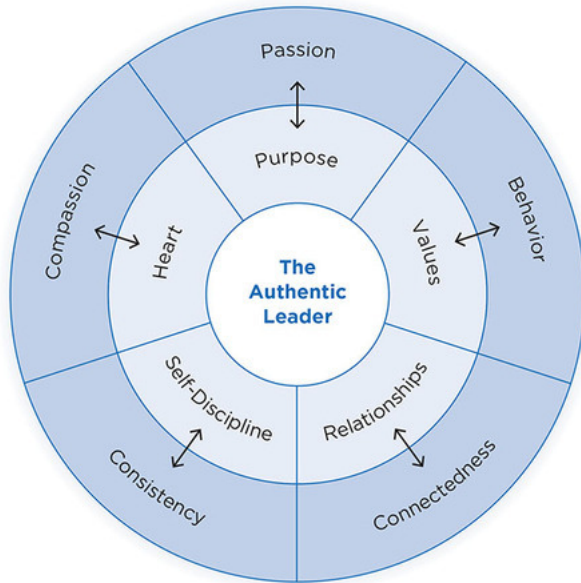 Passion
Purpose
Behavior
Values
Connectedness
Relationships
Consistency
Self-Discipline
Compassion
Heart
The
Authentic
Leader